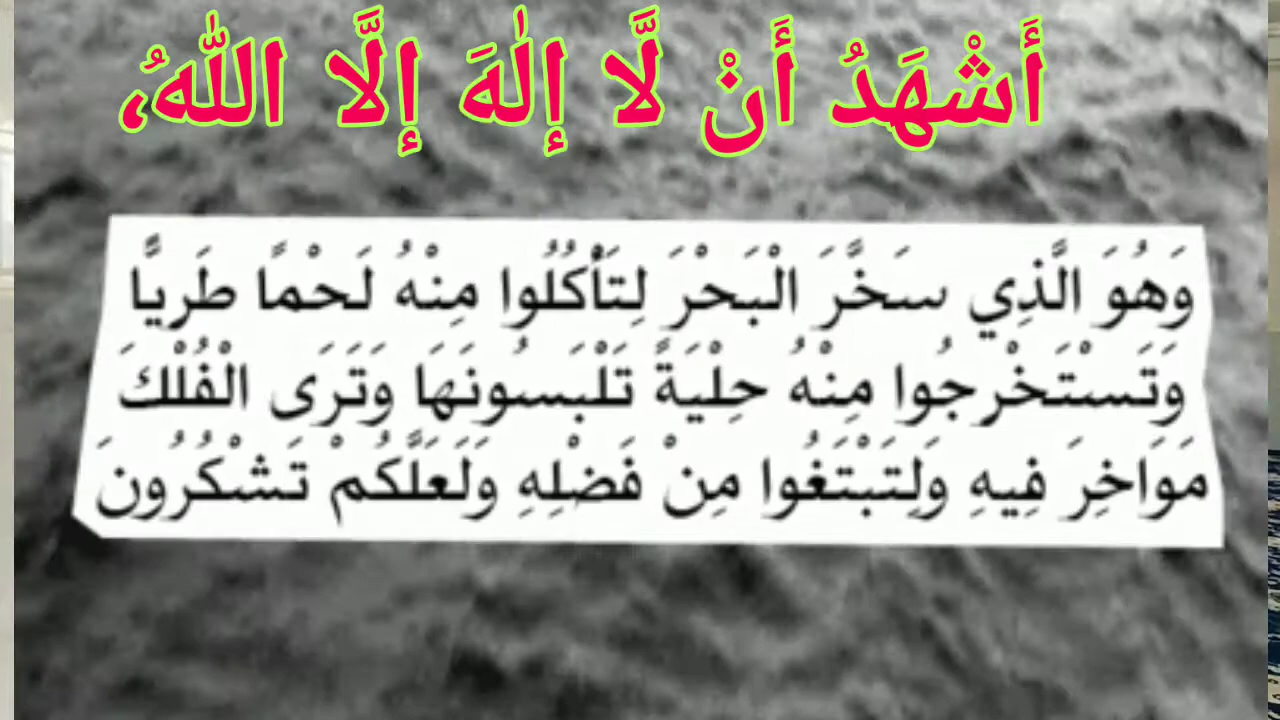 أَشْهَدُ أَنْ لَّا إِلٰهَ إِلَّا اللّٰهُ،
وَهُوَ الَّذِي سَخَّرَ الْبَحْرَ لِتَأْكُلُوا مِنْهُ لَحْمًا طَرِيًّا
وَتَسْتَخْرِجُوا مِنْهُ حِلْيَةً تَلْبَسُونَهَا وَتَرَى الْفُلْكَ
مَوَاخِرَ فِيهِ وَلِتَبْتَغُوا مِنْ فَضْلِهِ وَلَعَلَّكُمْ تَشْكُرُونَ